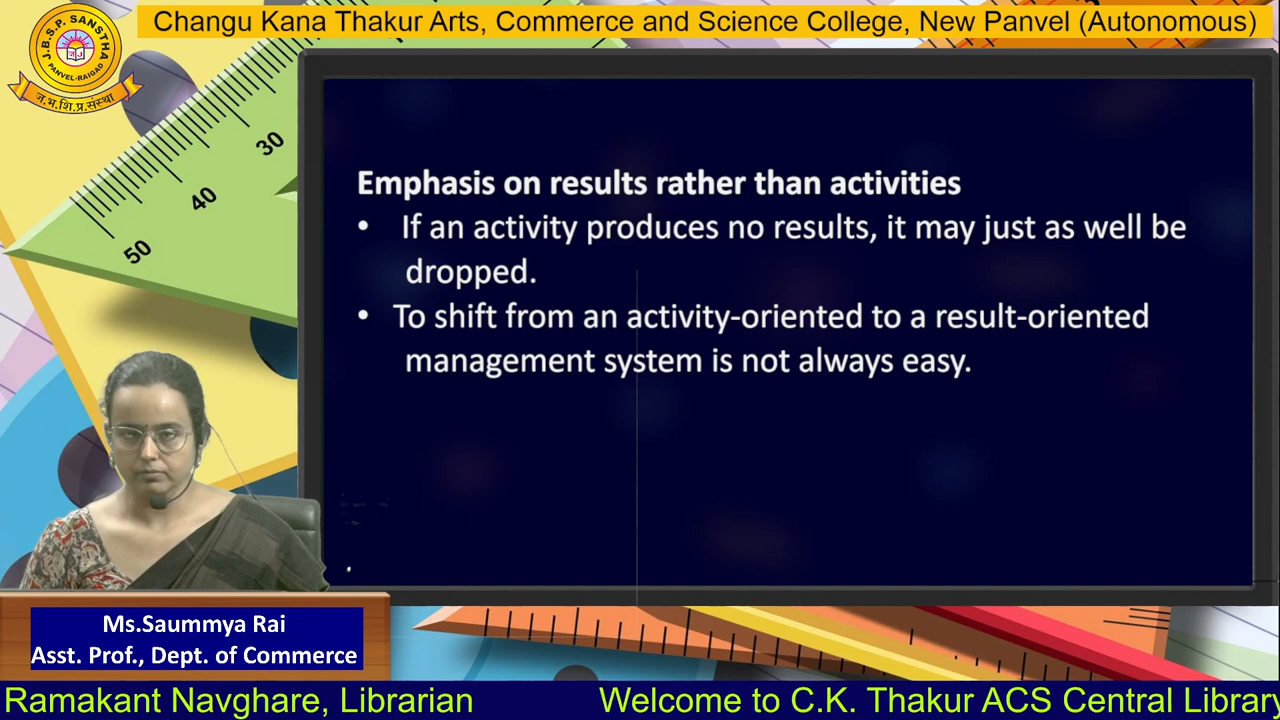 Changu Kana Thakur Arts, Commerce and Science College, New Panvel (Autonomous)
J.B.S.P. SANSTHA
PANVEL-RAIGAD
ज.भ.शि.प्र.संस्था
30
40
50
Emphasis on results rather than activities
• If an activity produces no results, it may just as well be
dropped.
• To shift from an activity-oriented to a result-oriented
management system is not always easy.
Ms.Saummya Rai
Asst. Prof., Dept. of Commerce
Ramakant Navghare, Librarian Welcome to C.K. Thakur ACS Central Library